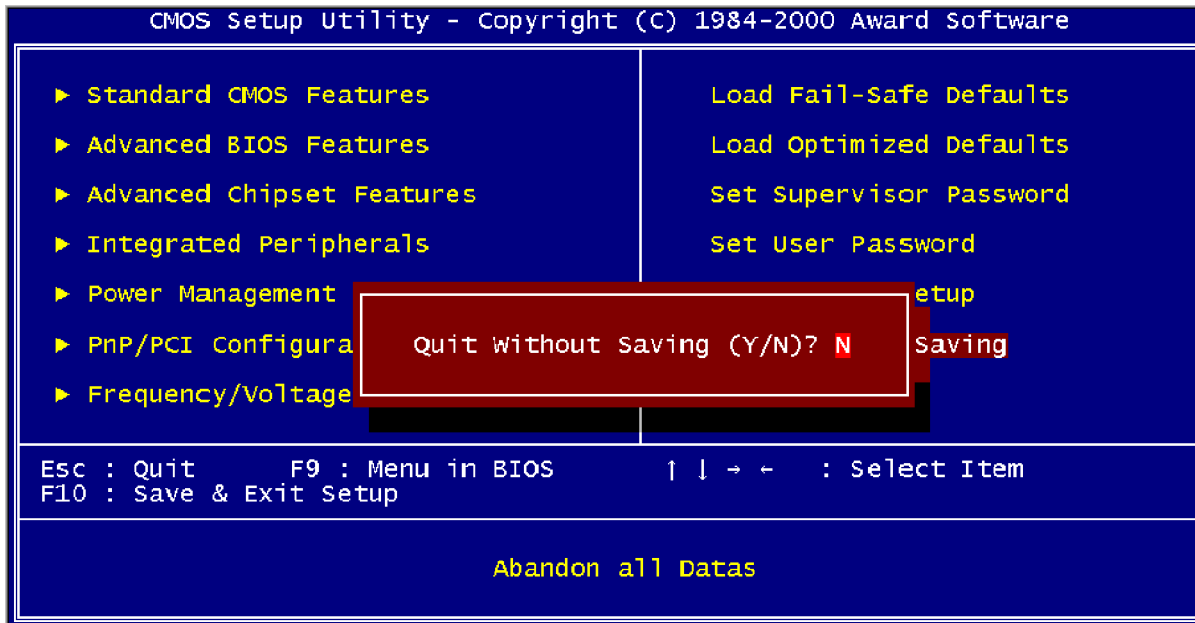 CMOS Setup Utility - Copyright (C) 1984-2000 Award Software
► Standard CMOS Features
► Advanced BIOS Features
► Advanced Chipset Features
► Integrated Peripherals
► Power Management
► PnP/PCI Configura
► Frequency/Voltage
Load Fail-Safe Defaults
Load Optimized Defaults
Set Supervisor Password
Set User Password
etup
Saving
Quit Without Saving (Y/N)? N
Esc : Quit F9 : Menu in BIOS ↑ ↓ → ← : Select Item
F10 : Save & Exit Setup
Abandon all Datas